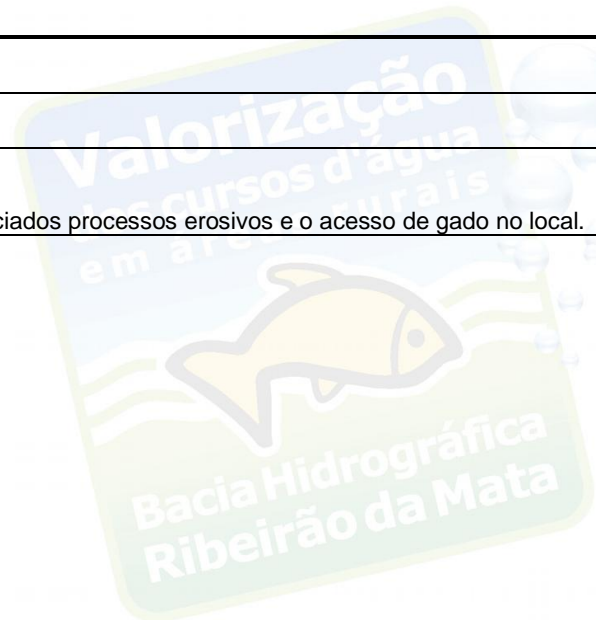 Valorização
dos cursos d'água
em áreas rurais
ciados processos erosivos e o acesso de gado no local.
Bacia Hidrográfica
Ribeirão da Mata